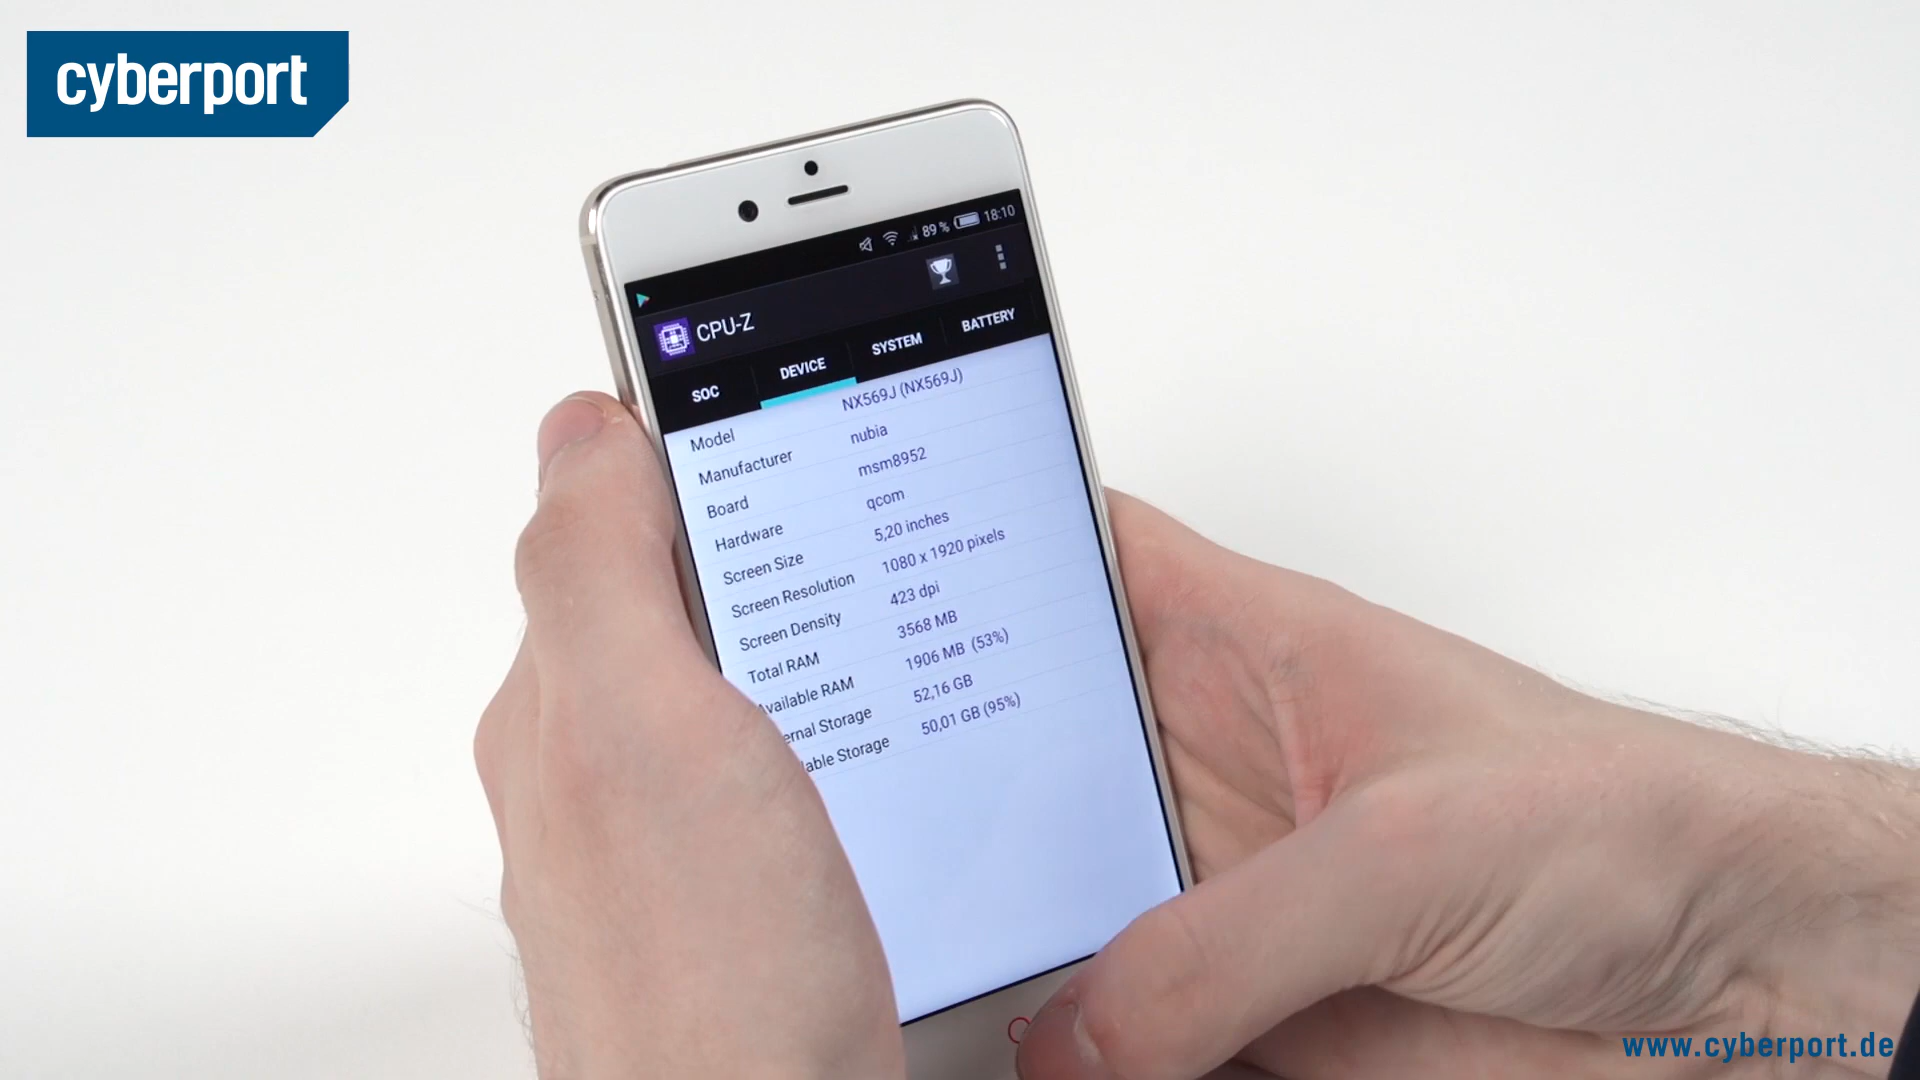 cyberport
89 % 18:10
CPU-Z
SOC DEVICE SYSTEM BATTERY
Model NX569J (NX569J)
Manufacturer nubia
Board msm8952
Hardware qcom
Screen Size 5,20 inches
Screen Resolution 1080 x 1920 pixels
Screen Density 423 dpi
Total RAM 3568 MB
Available RAM 1906 MB (53%)
ernal Storage 52,16 GB
lable Storage 50,01 GB (95%)
www.cyberport.de